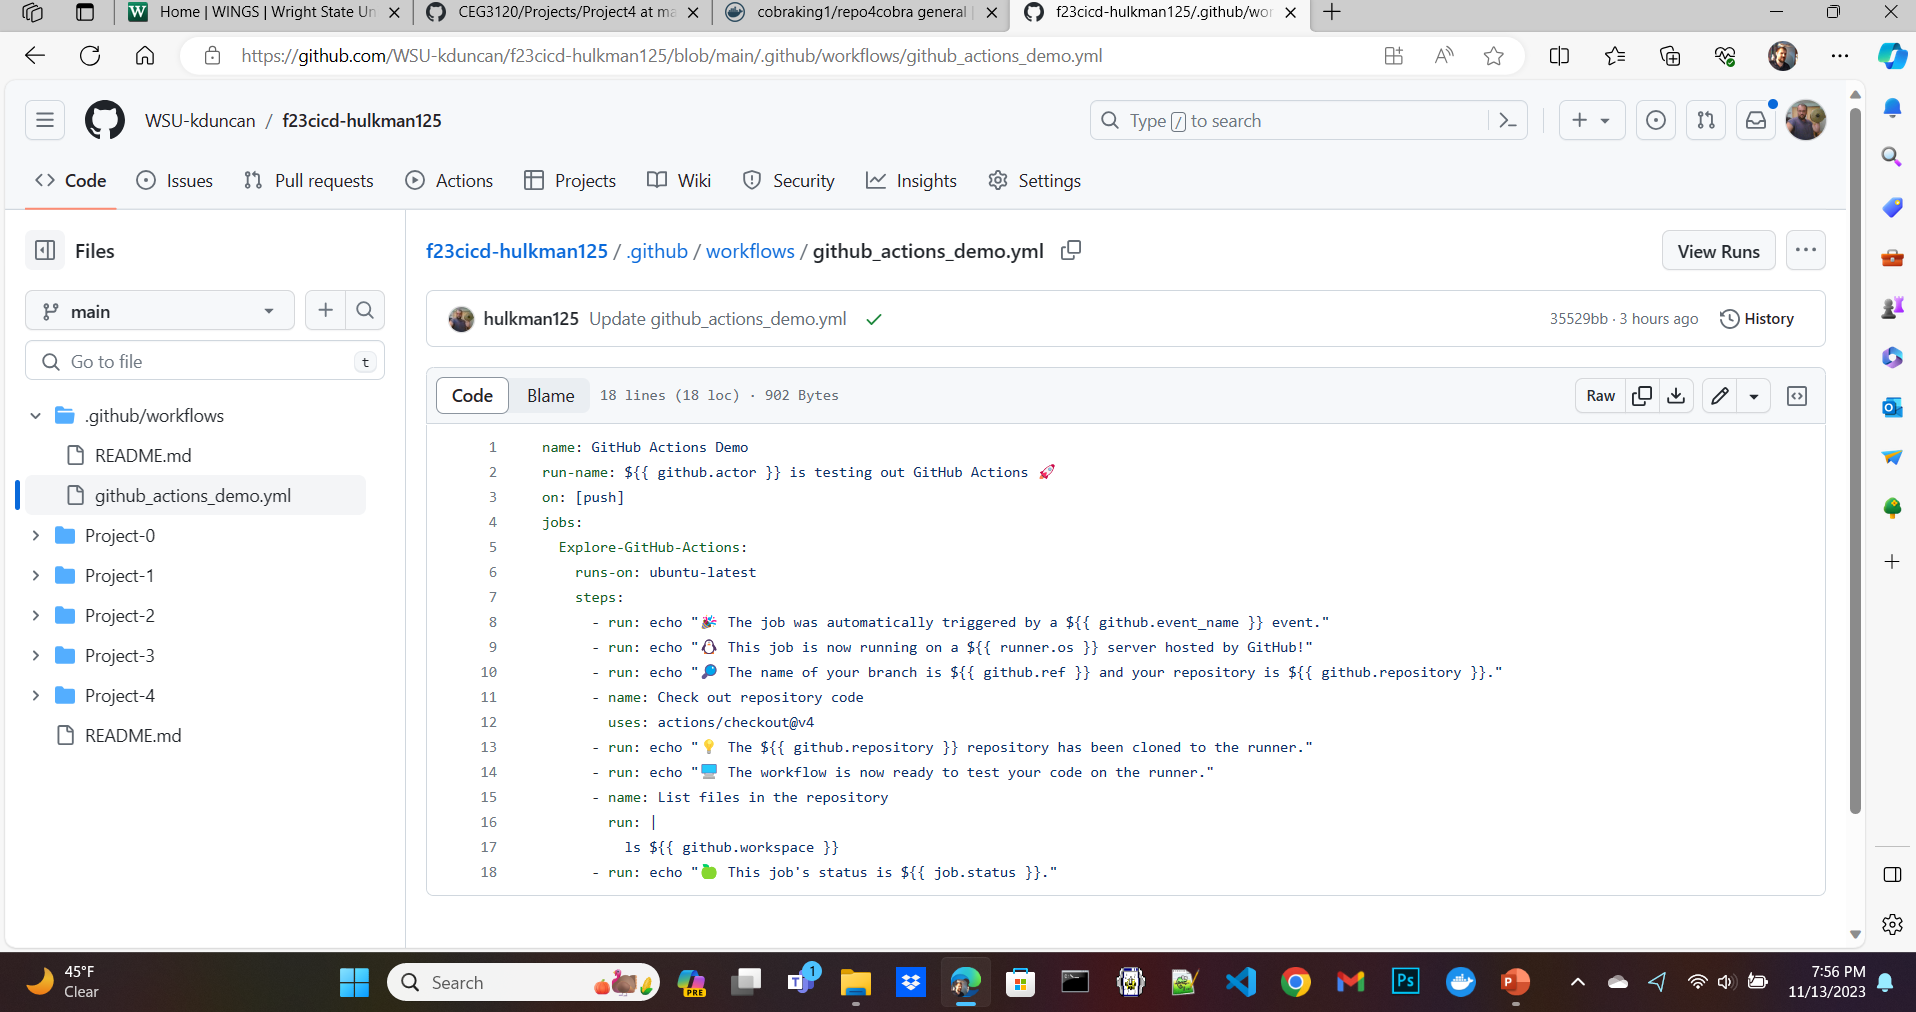 Home | WINGS | Wright State Un
CEG3120/Projects/Project4 at ma
cobraking1/repo4cobra general |
f23cicd-hulkman125/.github/wor
https://github.com/WSU-kduncan/f23cicd-hulkman125/blob/main/.github/workflows/github_actions_demo.yml
WSU-kduncan / f23cicd-hulkman125
Type / to search
Code
Issues
Pull requests
Actions
Projects
Wiki
Security
Insights
Settings
Files
main
Go to file
t
.github/workflows
README.md
github_actions_demo.yml
Project-0
Project-1
Project-2
Project-3
Project-4
README.md
f23cicd-hulkman125 / .github / workflows / github_actions_demo.yml
View Runs
hulkman125 Update github_actions_demo.yml
35529bb · 3 hours ago
History
Code
Blame
18 lines (18 loc) · 902 Bytes
Raw
1 name: GitHub Actions Demo
2 run-name: ${{ github.actor }} is testing out GitHub Actions 🚀
3 on: [push]
4 jobs:
5 Explore-GitHub-Actions:
6 runs-on: ubuntu-latest
7 steps:
8 - run: echo "🎉 The job was automatically triggered by a ${{ github.event_name }} event."
9 - run: echo "🐧 This job is now running on a ${{ runner.os }} server hosted by GitHub!"
10 - run: echo "🔎 The name of your branch is ${{ github.ref }} and your repository is ${{ github.repository }}."
11 - name: Check out repository code
12 uses: actions/checkout@v4
13 - run: echo "💡 The ${{ github.repository }} repository has been cloned to the runner."
14 - run: echo "🖥️ The workflow is now ready to test your code on the runner."
15 - name: List files in the repository
16 run: |
17 ls ${{ github.workspace }}
18 - run: echo "🍏 This job's status is ${{ job.status }}."
45°F
Clear
Search
PRE
1
Ps
7:56 PM
11/13/2023